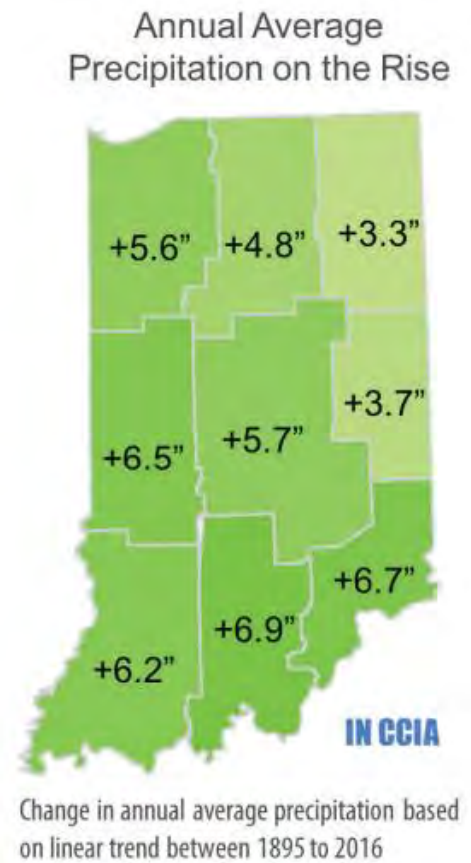 Annual Average
Precipitation on the Rise
+5.6” +4.8” +3.3”
+6.5” +5.7” +3.7”
+6.2” +6.9” +6.7”
IN CCIA
Change in annual average precipitation based
on linear trend between 1895 to 2016